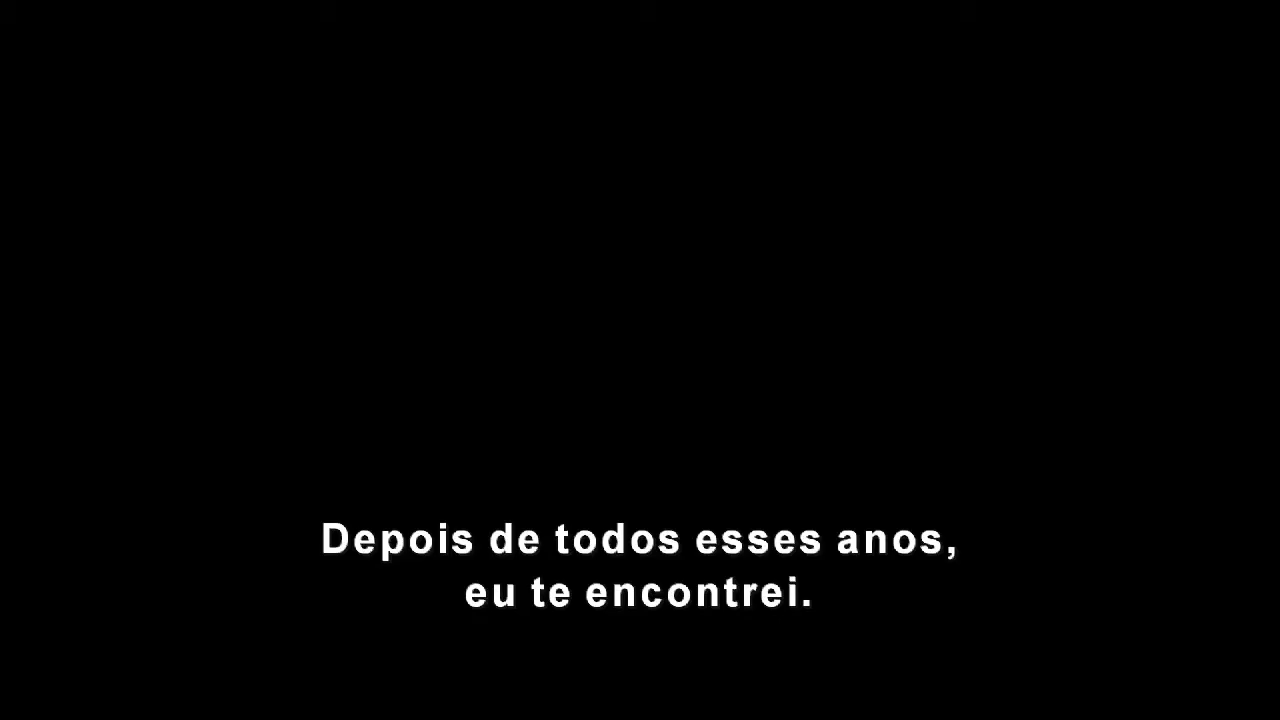 Depois de todos esses anos,
eu te encontrei.